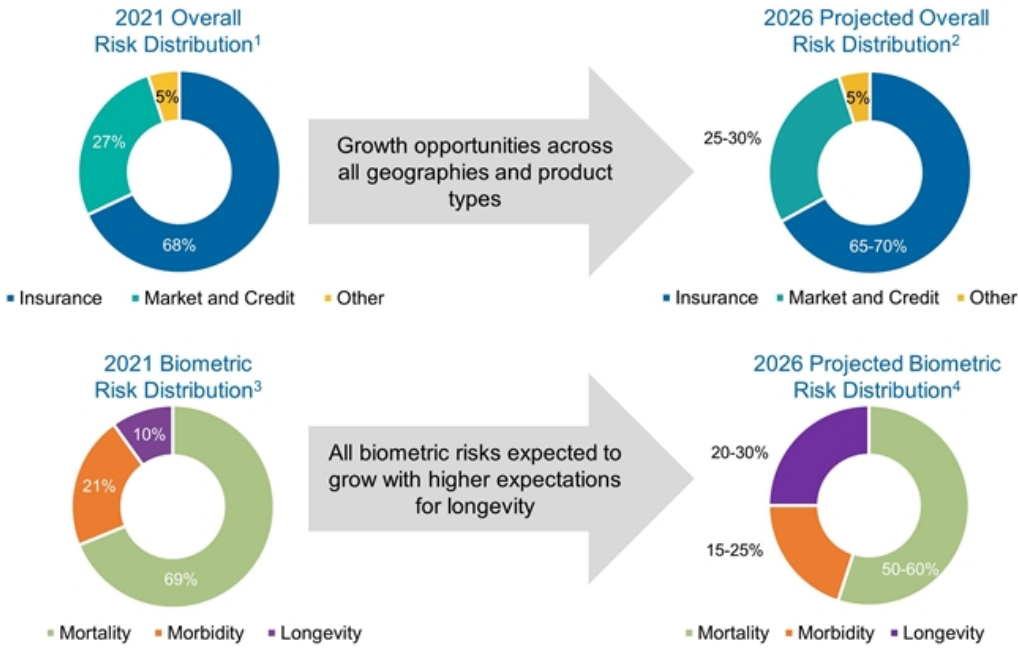 2021 Overall
Risk Distribution¹
5%
27%
68%
Insurance
Market and Credit
Other
Growth opportunities across
all geographies and product
types
2026 Projected Overall
Risk Distribution²
5%
25-30%
65-70%
Insurance
Market and Credit
Other
2021 Biometric
Risk Distribution³
10%
21%
69%
Mortality
Morbidity
Longevity
All biometric risks expected to
grow with higher expectations
for longevity
2026 Projected Biometric
Risk Distribution⁴
20-30%
15-25%
50-60%
Mortality
Morbidity
Longevity